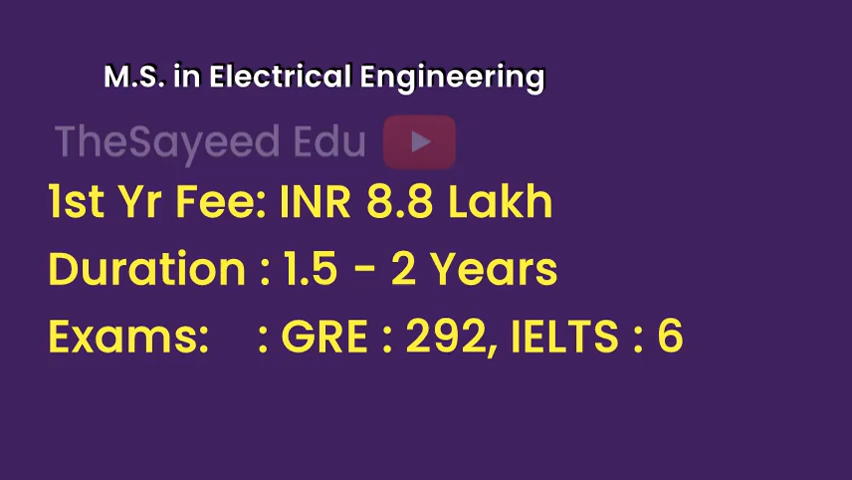 M.S. in Electrical Engineering
TheSayeed Edu
1st Yr Fee: INR 8.8 Lakh
Duration : 1.5 - 2 Years
Exams: : GRE : 292, IELTS : 6